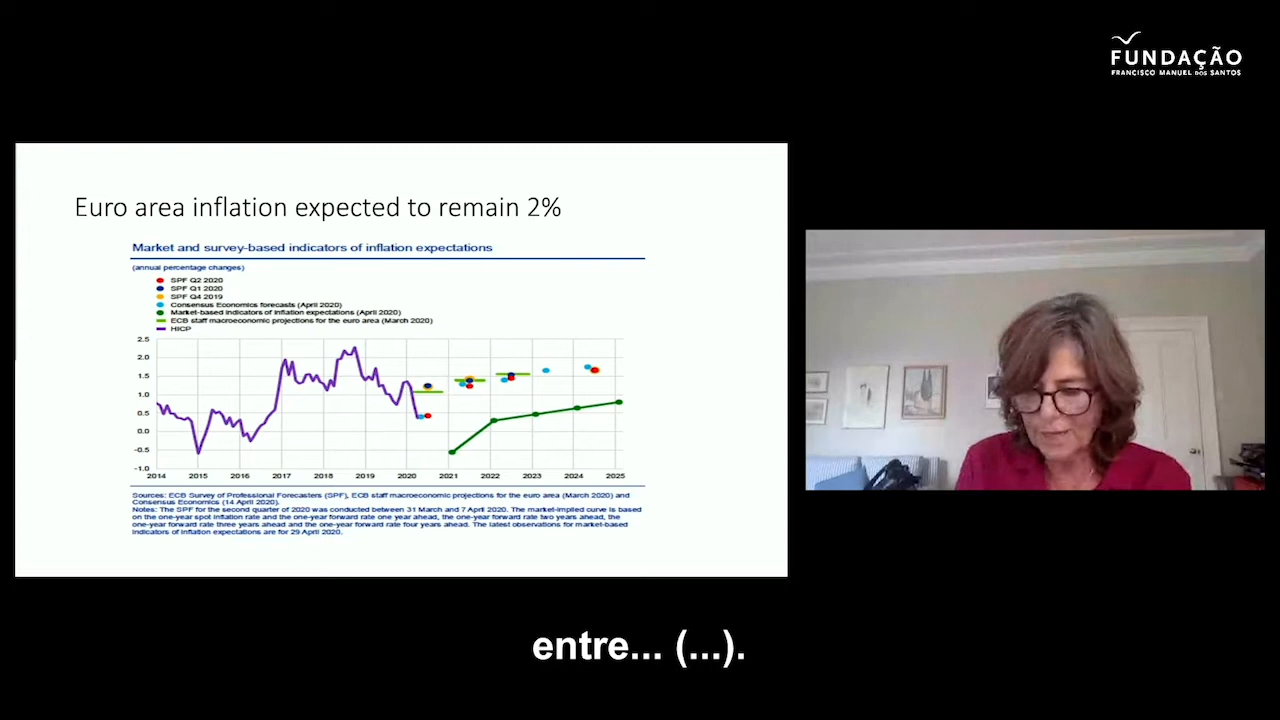 FUNDAÇÃO
FRANCISCO MANUEL DOS SANTOS
Euro area inflation expected to remain 2%
Market and survey-based indicators of inflation expectations
(annual percentage changes)
SPF Q2 2020
SPF Q1 2020
SPF Q4 2019
Consensus Economics forecasts (April 2020)
Market-based indicators of inflation expectations (April 2020)
ECB staff macroeconomic projections for the euro area (March 2020)
HICP
2.5
2.0
1.5
1.0
0.5
0.0
-0.5
-1.0
2014 2015 2016 2017 2018 2019 2020 2021 2022 2023 2024 2025
Sources: ECB Survey of Professional Forecasters (SPF), ECB staff macroeconomic projections for the euro area (March 2020) and
Consensus Economics (14 April 2020).
Notes: The SPF for the second quarter of 2020 was conducted between 31 March and 7 April 2020. The market-implied curve is based
on the one-year spot inflation rate and the one-year forward rate one year ahead, the one-year forward rate two years ahead, the
one-year forward rate three years ahead and the one-year forward rate four years ahead. The latest observations for market-based
indicators of inflation expectations are for 29 April 2020.
entre... (...).